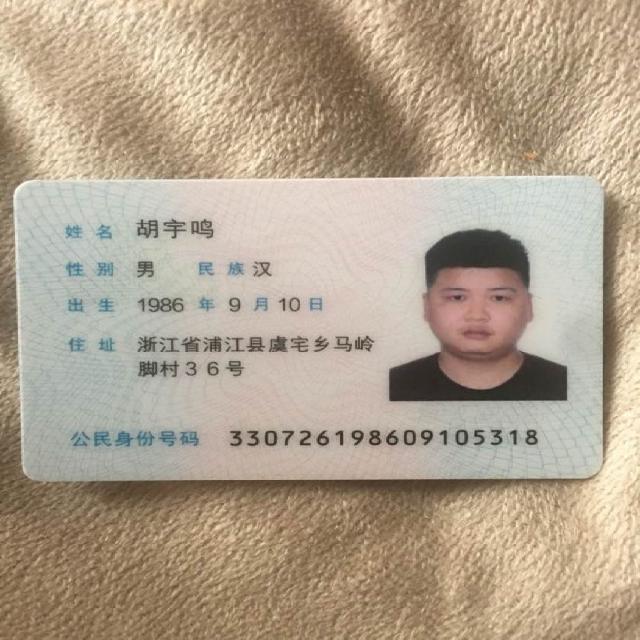 姓名 胡宇鸣
性别 男 民族 汉
出生 1986 年 9 月 10 日
住址 浙江省浦江县虞宅乡马岭
脚村36号
公民身份号码 330726198609105318